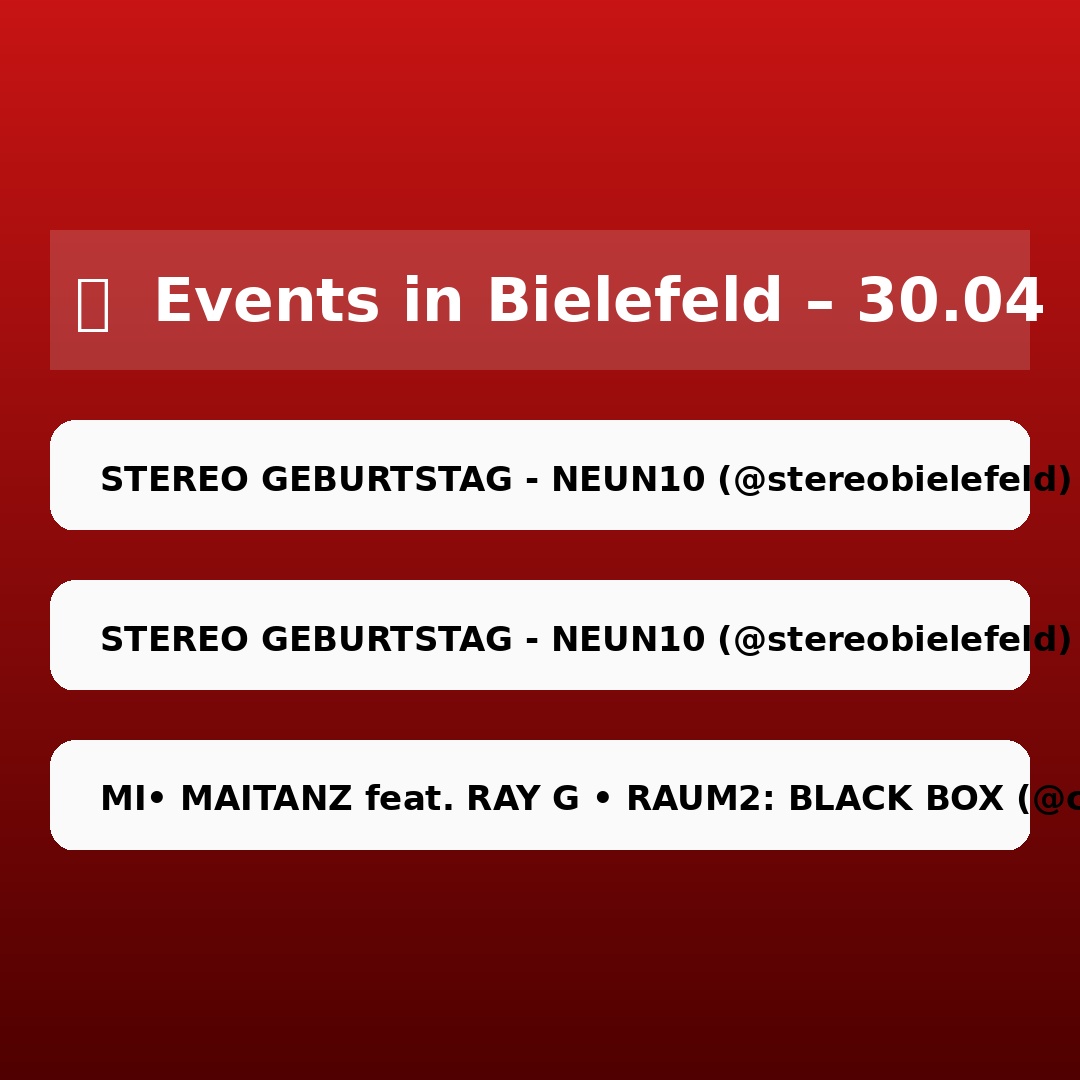 Events in Bielefeld – 30.04
STEREO GEBURTSTAG - NEUN10 (@stereobielefeld)
STEREO GEBURTSTAG - NEUN10 (@stereobielefeld)
MI• MAITANZ feat. RAY G • RAUM2: BLACK BOX